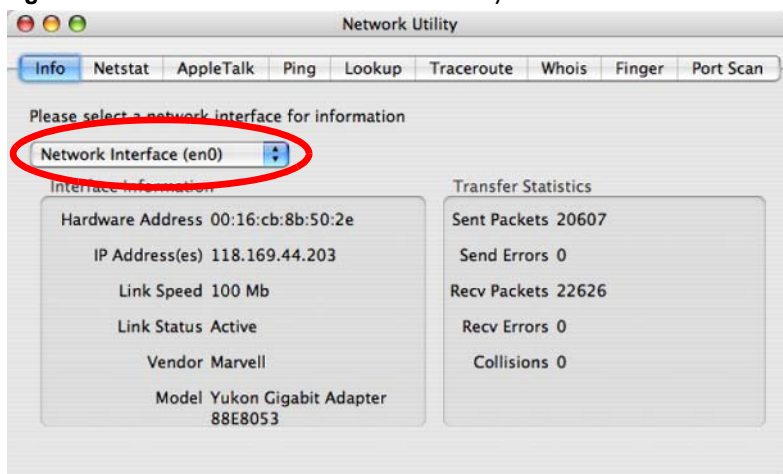 Network Utility
Info Netstat AppleTalk Ping Lookup Traceroute Whois Finger Port Scan
Please select a network interface for information
Network Interface (en0)
Interface Information
Hardware Address 00:16:cb:8b:50:2e
IP Address(es) 118.169.44.203
Link Speed 100 Mb
Link Status Active
Vendor Marvell
Model Yukon Gigabit Adapter
88E8053
Transfer Statistics
Sent Packets 20607
Send Errors 0
Recv Packets 22626
Recv Errors 0
Collisions 0